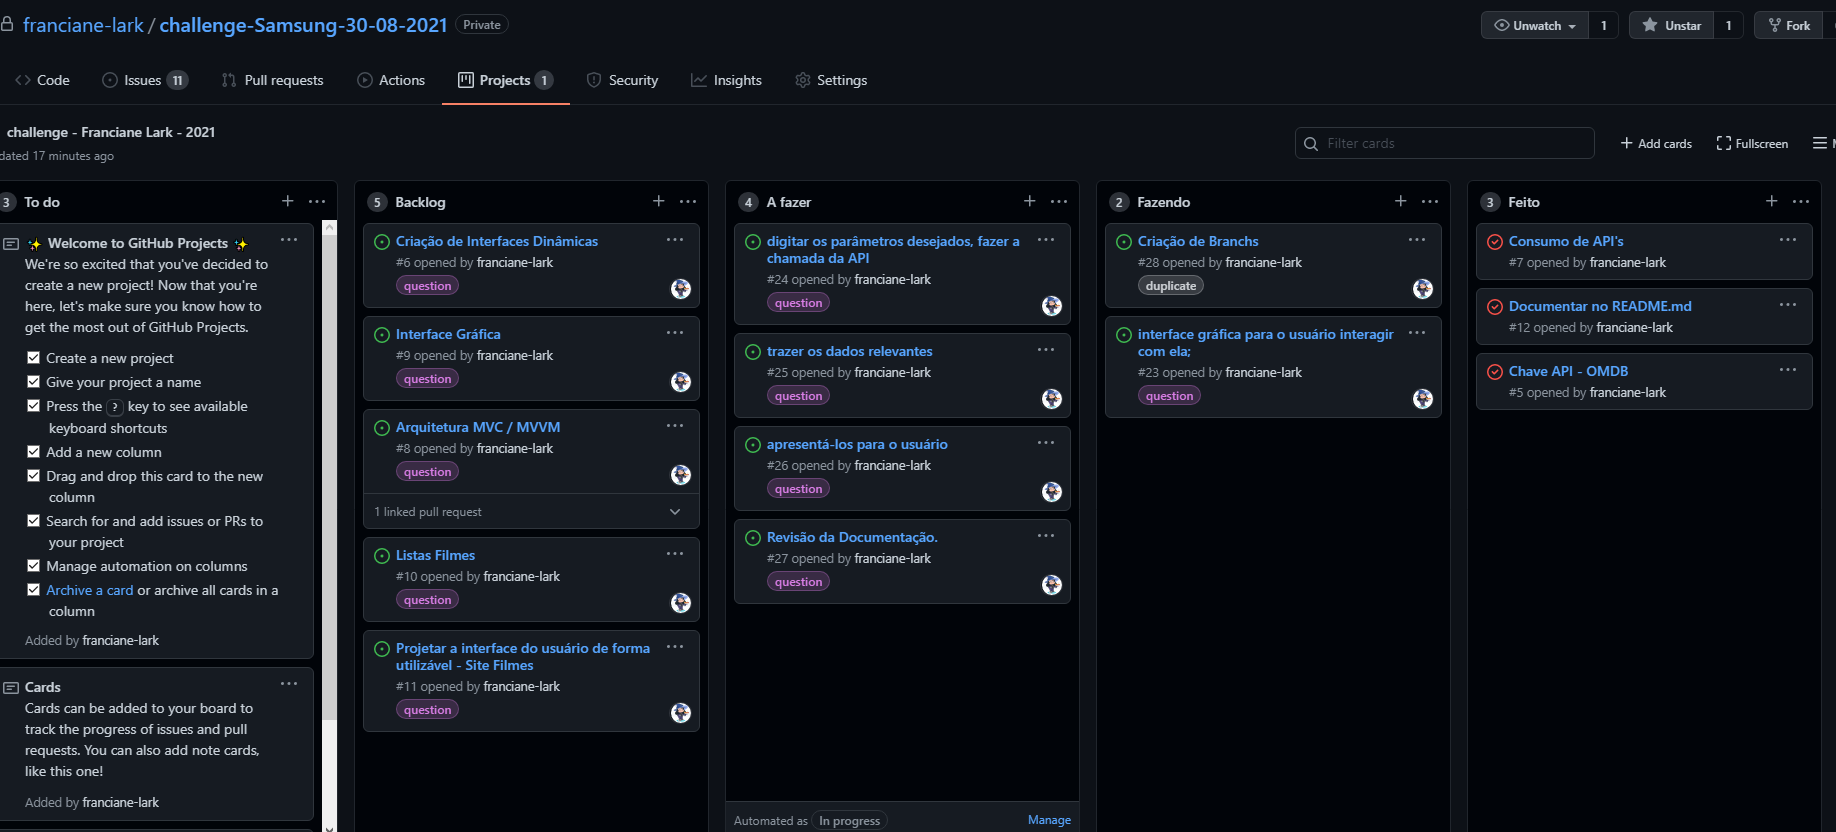 franciane-lark / challenge-Samsung-30-08-2021 Private
Unwatch 1 Unstar 1 Fork
Code Issues 11 Pull requests Actions Projects 1 Security Insights Settings
challenge - Franciane Lark - 2021
dated 17 minutes ago
Filter cards
Add cards Fullscreen
3 To do
Welcome to GitHub Projects
We're so excited that you've decided to
create a new project! Now that you're
here, let's make sure you know how to
get the most out of GitHub Projects.
Create a new project
Give your project a name
Press the ? key to see available
keyboard shortcuts
Add a new column
Drag and drop this card to the new
column
Search for and add issues or PRs to
your project
Manage automation on columns
Archive a card or archive all cards in a
column
Added by franciane-lark
Cards
Cards can be added to your board to
track the progress of issues and pull
requests. You can also add note cards,
like this one!
Added by franciane-lark
5 Backlog
Criação de Interfaces Dinâmicas
#6 opened by franciane-lark
question
Interface Gráfica
#9 opened by franciane-lark
question
Arquitetura MVC / MVVM
#8 opened by franciane-lark
question
1 linked pull request
Listas Filmes
#10 opened by franciane-lark
question
Projetar a interface do usuário de forma
utilizável - Site Filmes
#11 opened by franciane-lark
question
4 A fazer
digitar os parâmetros desejados, fazer a
chamada da API
#24 opened by franciane-lark
question
trazer os dados relevantes
#25 opened by franciane-lark
question
apresentá-los para o usuário
#26 opened by franciane-lark
question
Revisão da Documentação.
#27 opened by franciane-lark
question
Automated as In progress Manage
2 Fazendo
Criação de Branchs
#28 opened by franciane-lark
duplicate
interface gráfica para o usuário interagir
com ela;
#23 opened by franciane-lark
question
3 Feito
Consumo de API's
#7 opened by franciane-lark
Documentar no README.md
#12 opened by franciane-lark
Chave API - OMDB
#5 opened by franciane-lark